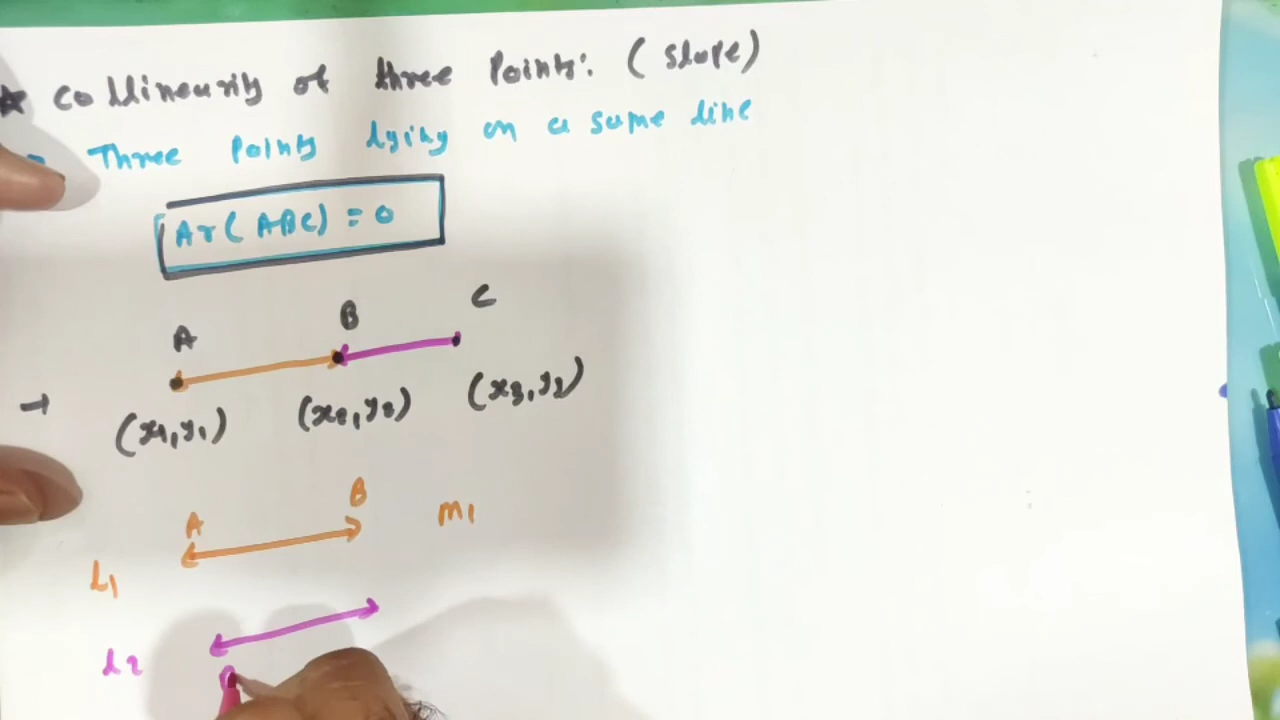 ★ Collinearity of three Points: (Slope)
Three Points lying on a same line
Ar(ABC) = 0
A B C
→ (x1,y1) (x2,y2) (x3,y3)
A B M1
L1
L2